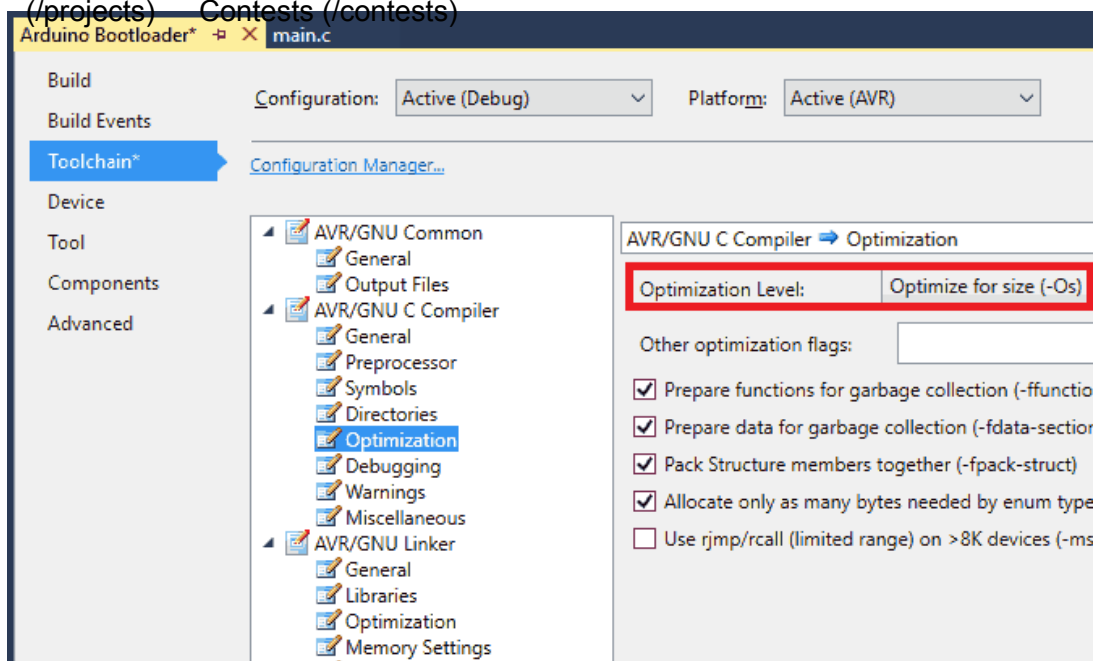 (/projects) Contests (/contests)
Arduino Bootloader* main.c
Build
Build Events
Toolchain*
Device
Tool
Components
Advanced
Configuration: Active (Debug) Platform: Active (AVR)
Configuration Manager...
AVR/GNU Common
General
Output Files
AVR/GNU C Compiler
General
Preprocessor
Symbols
Directories
Optimization
Debugging
Warnings
Miscellaneous
AVR/GNU Linker
General
Libraries
Optimization
Memory Settings
AVR/GNU C Compiler ➡ Optimization
Optimization Level: Optimize for size (-Os)
Other optimization flags:
Prepare functions for garbage collection (-ffunctio
Prepare data for garbage collection (-fdata-section
Pack Structure members together (-fpack-struct)
Allocate only as many bytes needed by enum type
Use rjmp/rcall (limited range) on >8K devices (-ms